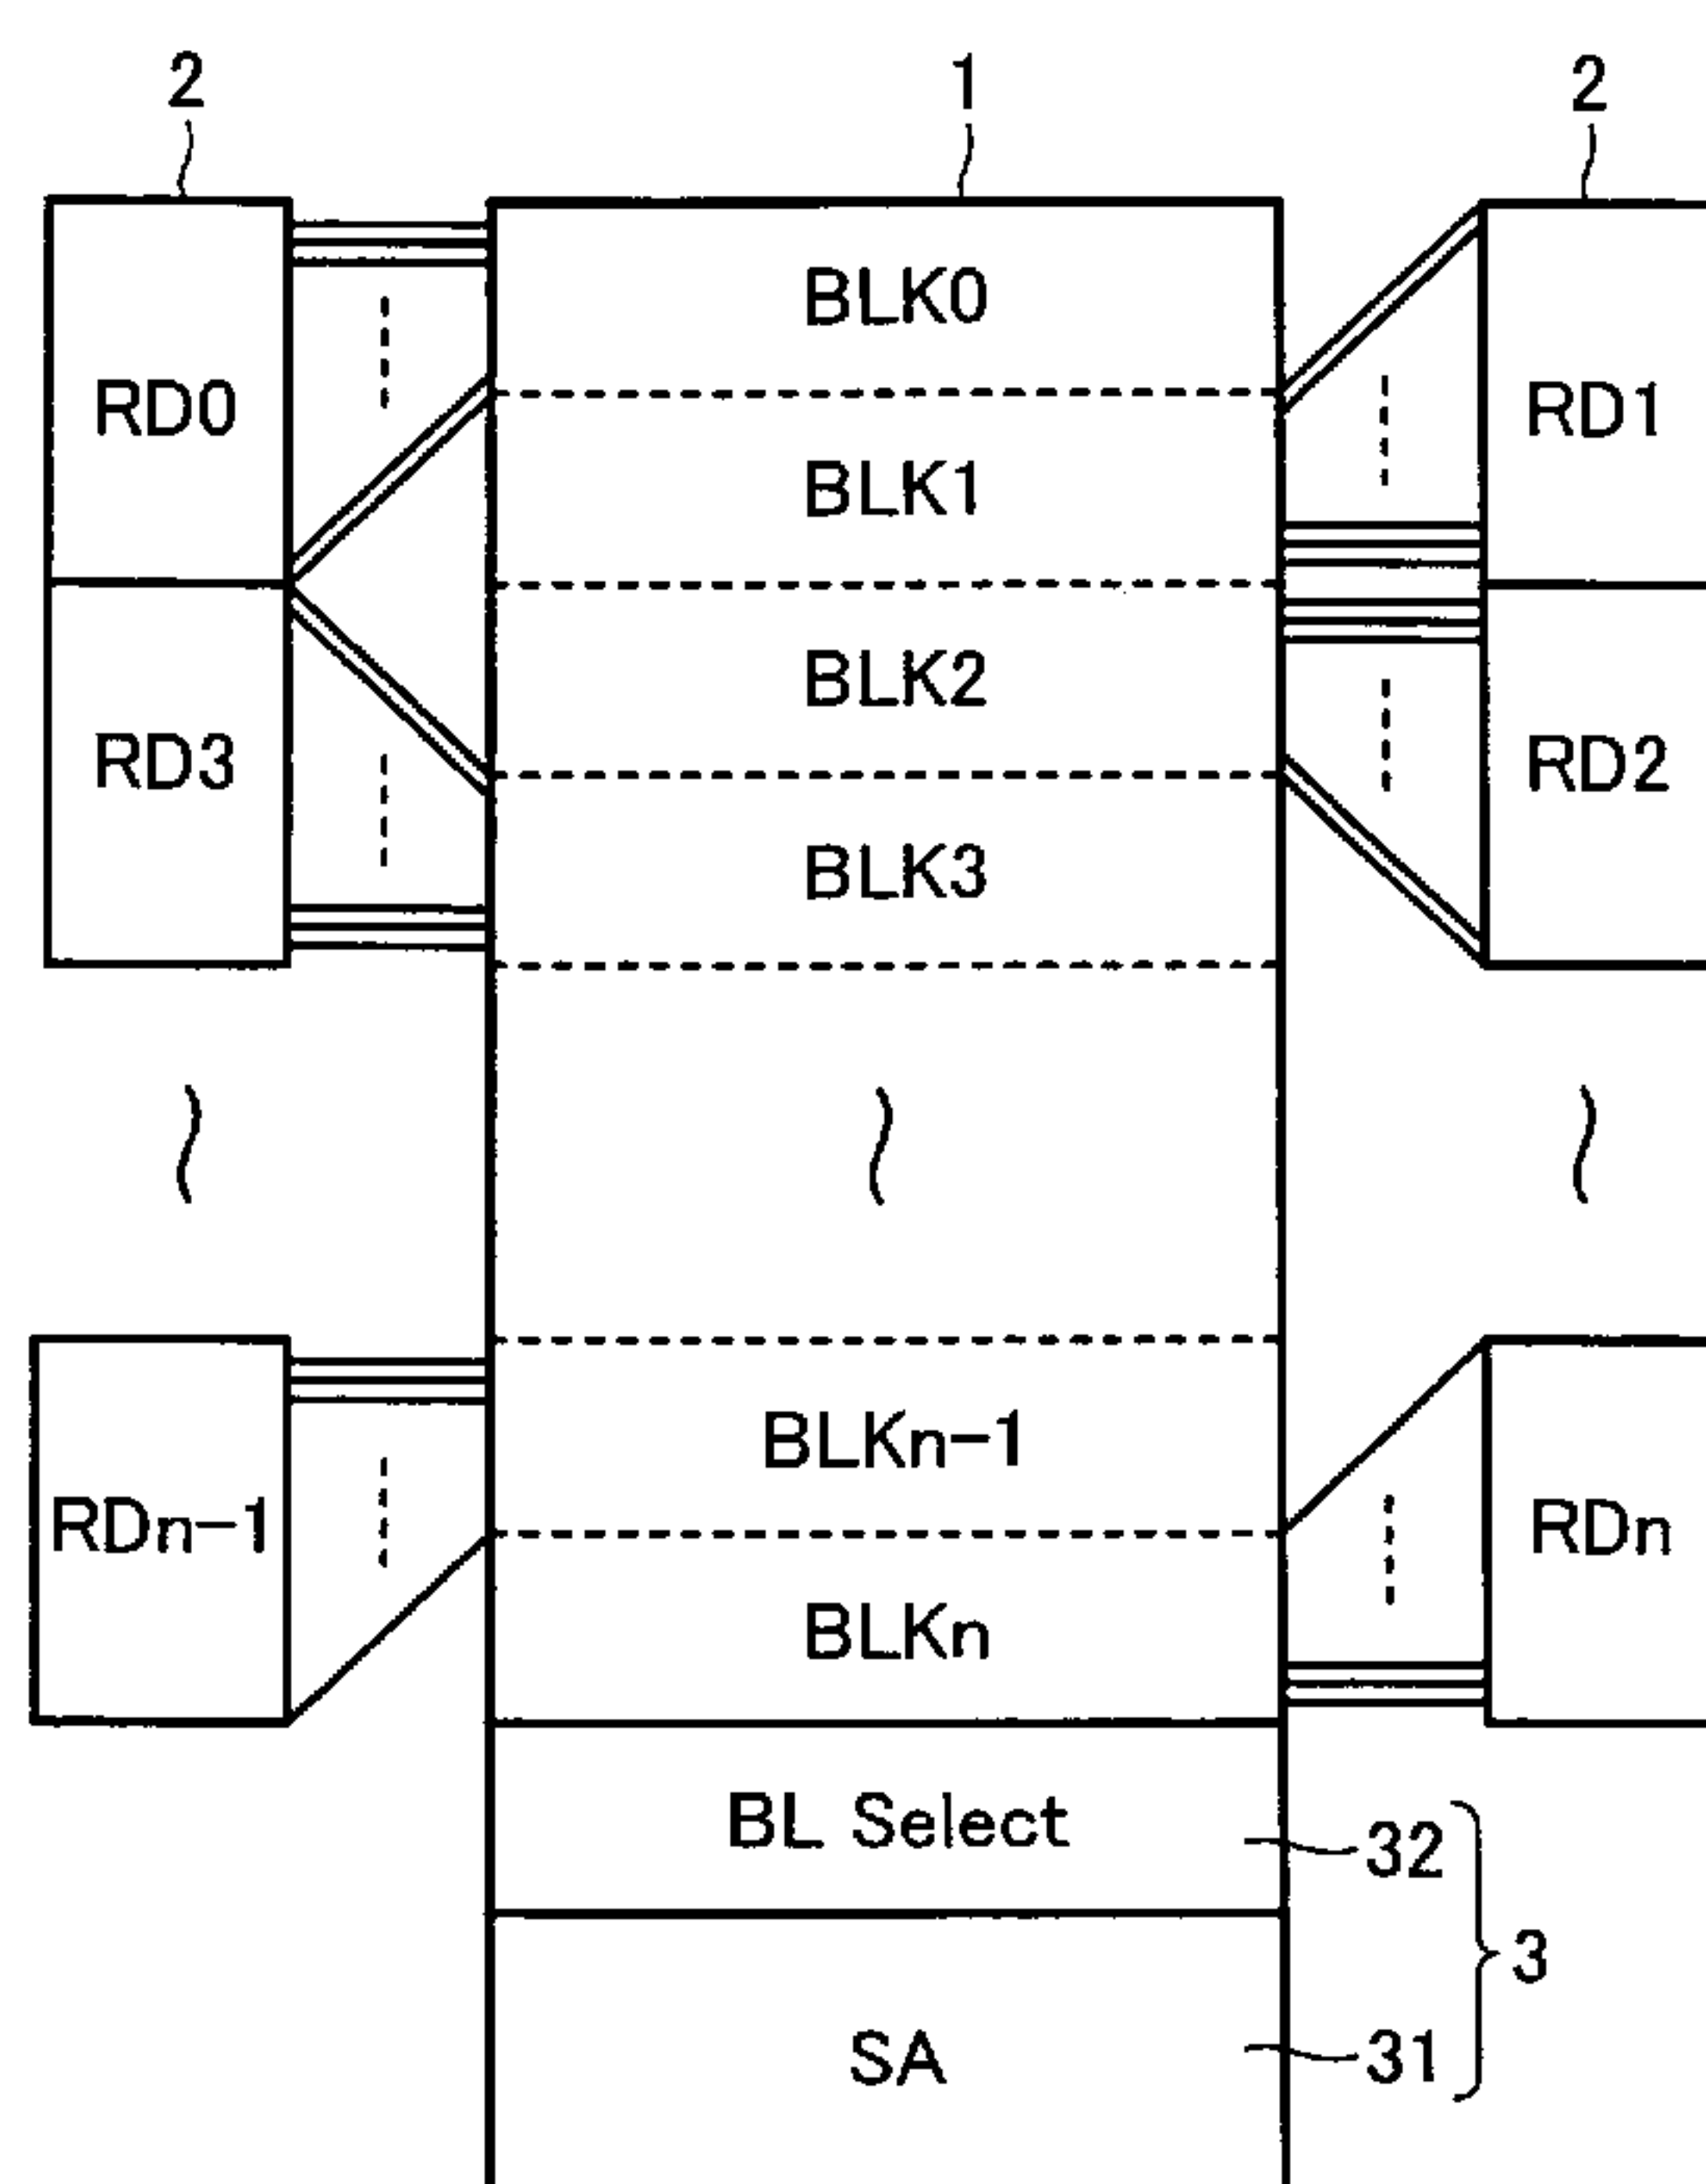 2 1 2
BLK0
RD0 RD1
BLK1
BLK2
RD3 RD2
BLK3
BLKn-1
RDn-1 RDn
BLKn
BL Select 32
3
SA 31